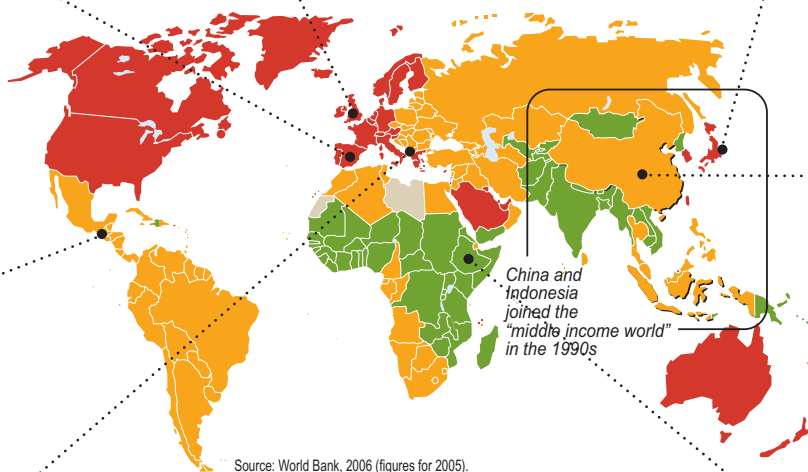 China and
Indonesia
joined the
“middle income world”
in the 1990s
Source: World Bank, 2006 (figures for 2005).